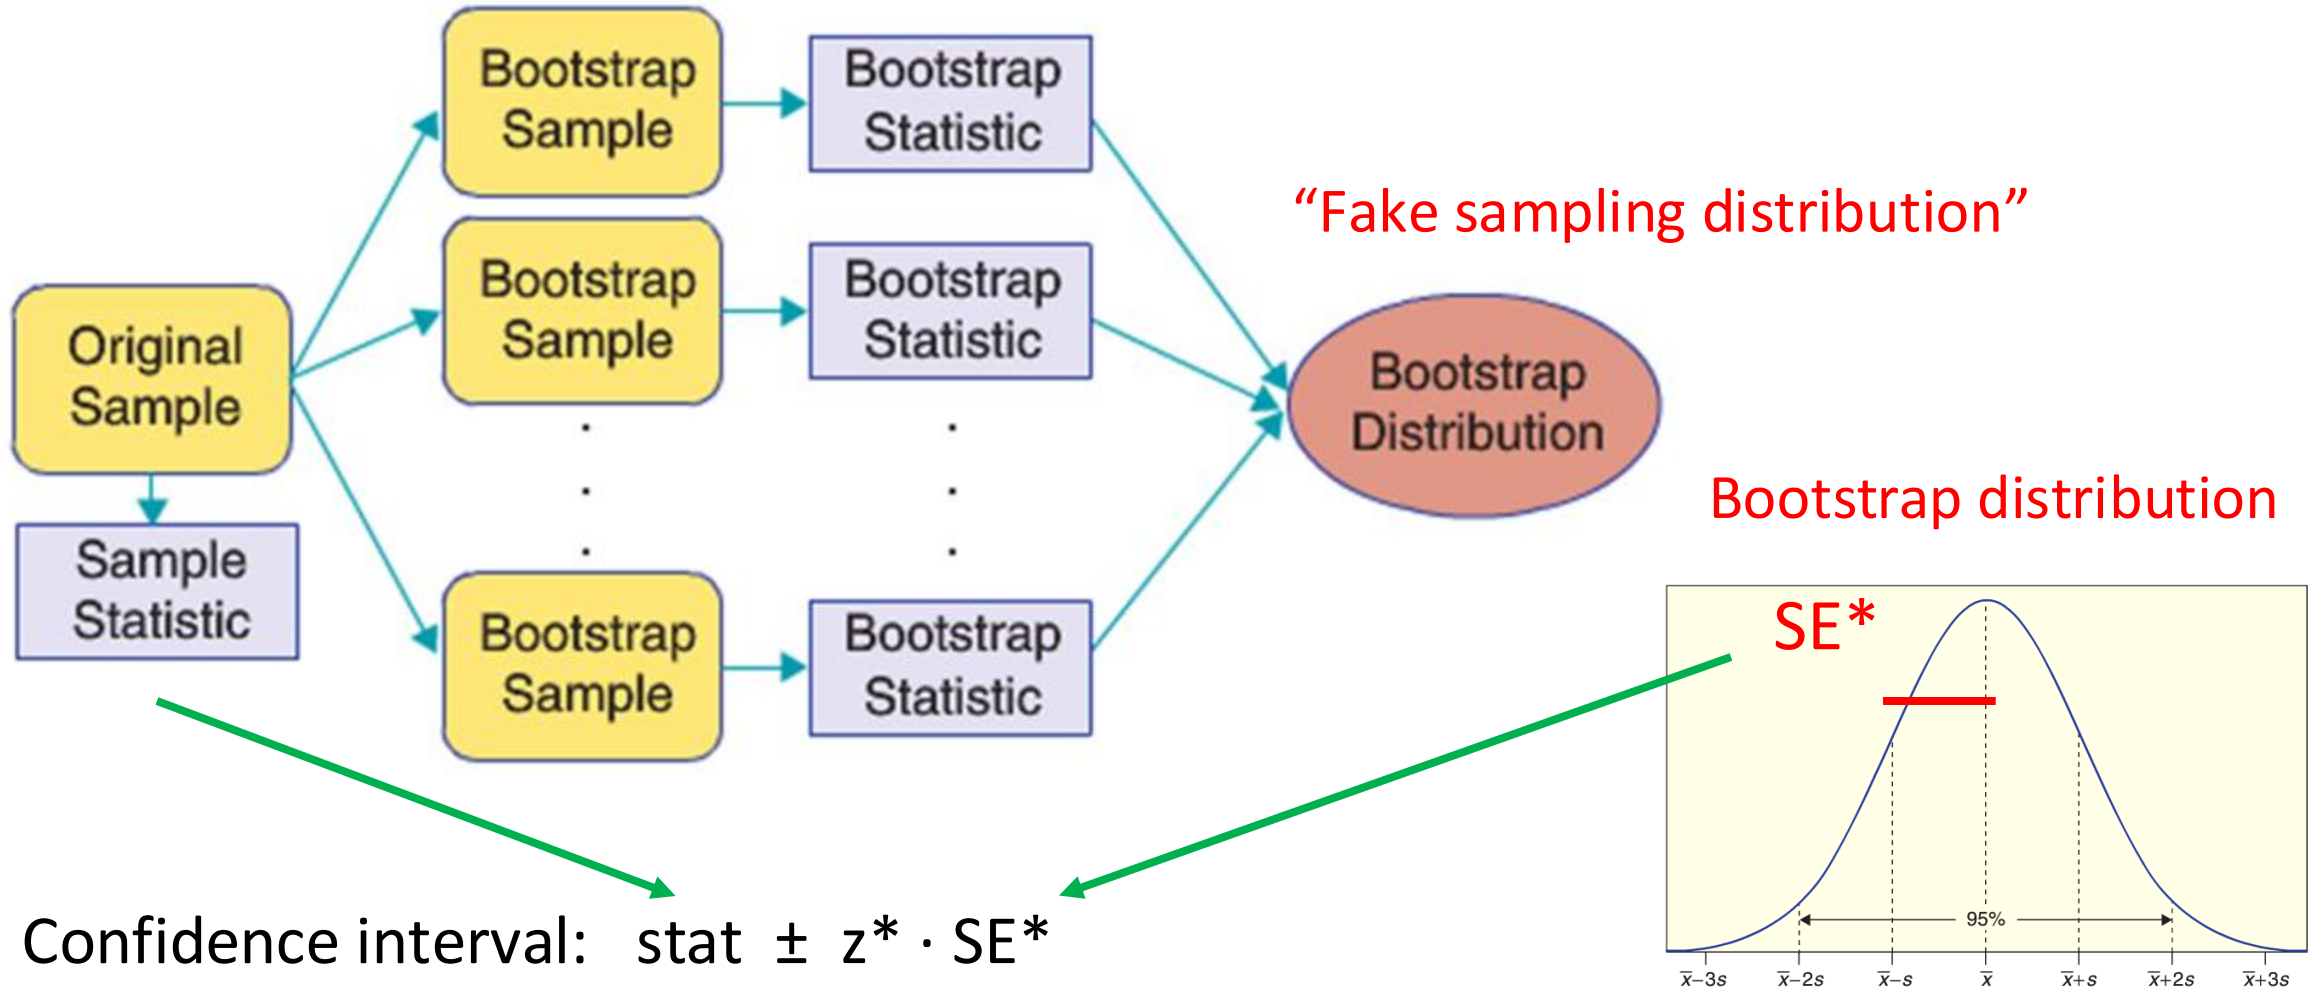 Bootstrap
Sample
Bootstrap
Statistic
“Fake sampling distribution”
Bootstrap
Sample
Bootstrap
Statistic
Original
Sample
Bootstrap
Distribution
Bootstrap distribution
Sample
Statistic
Bootstrap
Sample
Bootstrap
Statistic
SE*
95%
x̅−3s x̅−2s x̅−s x̅ x̅+s x̅+2s x̅+3s
Confidence interval: stat ± z* · SE*